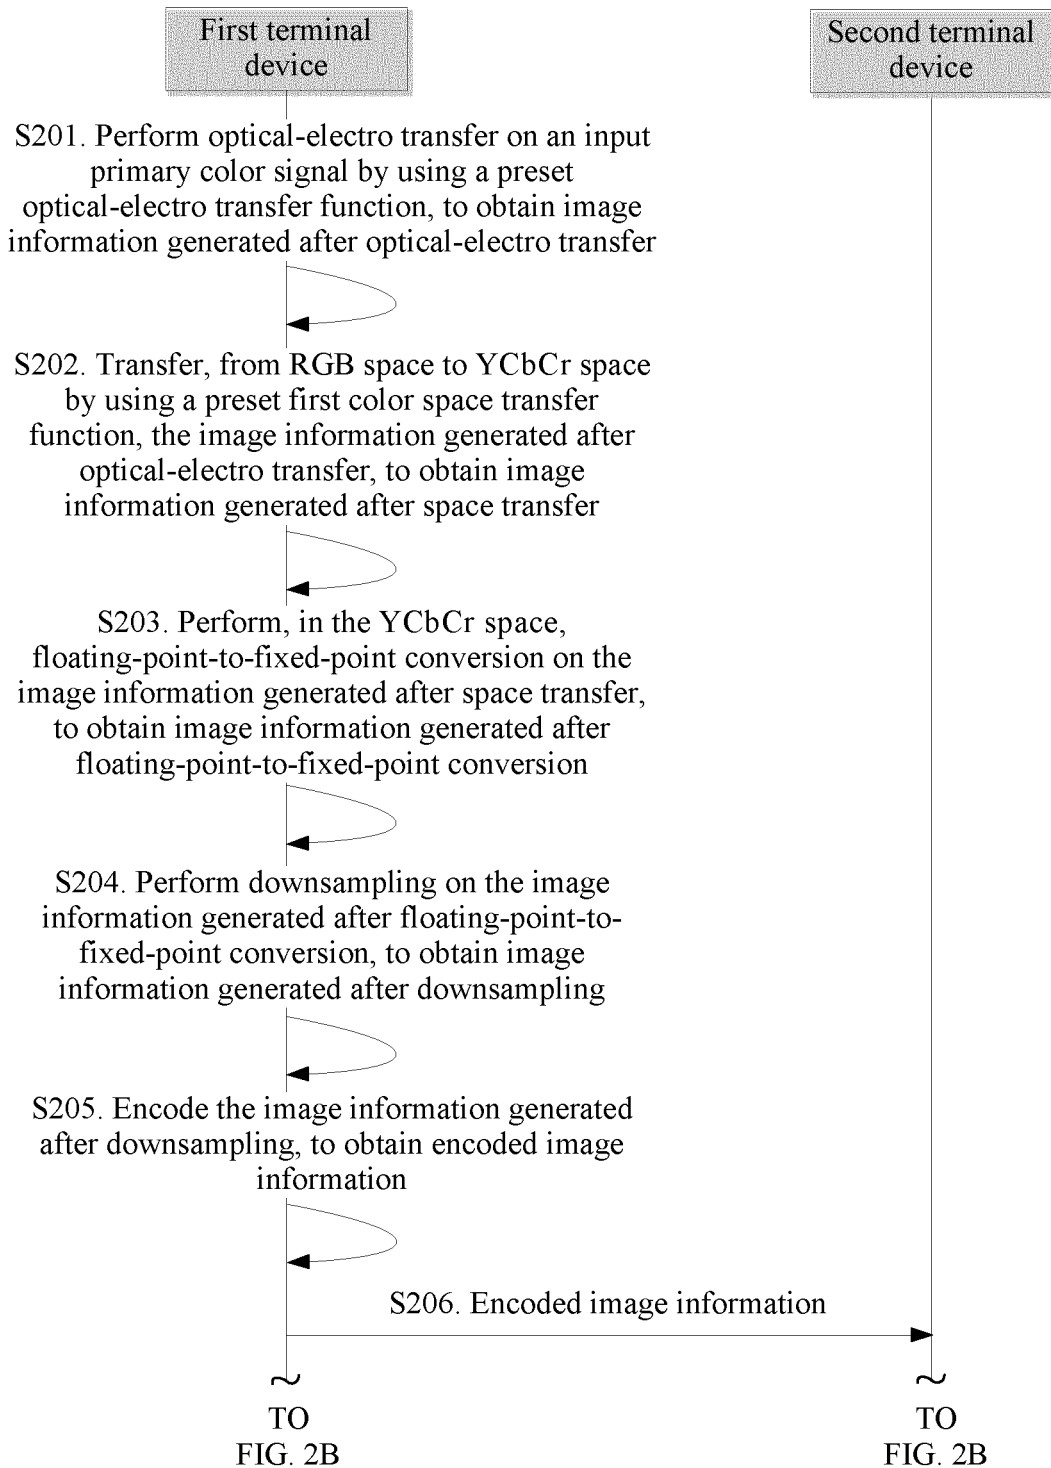 First terminal
device
Second terminal
device
S201. Perform optical-electro transfer on an input
primary color signal by using a preset
optical-electro transfer function, to obtain image
information generated after optical-electro transfer
S202. Transfer, from RGB space to YCbCr space
by using a preset first color space transfer
function, the image information generated after
optical-electro transfer, to obtain image
information generated after space transfer
S203. Perform, in the YCbCr space,
floating-point-to-fixed-point conversion on the
image information generated after space transfer,
to obtain image information generated after
floating-point-to-fixed-point conversion
S204. Perform downsampling on the image
information generated after floating-point-to-
fixed-point conversion, to obtain image
information generated after downsampling
S205. Encode the image information generated
after downsampling, to obtain encoded image
information
S206. Encoded image information
~
TO
FIG. 2B
~
TO
FIG. 2B